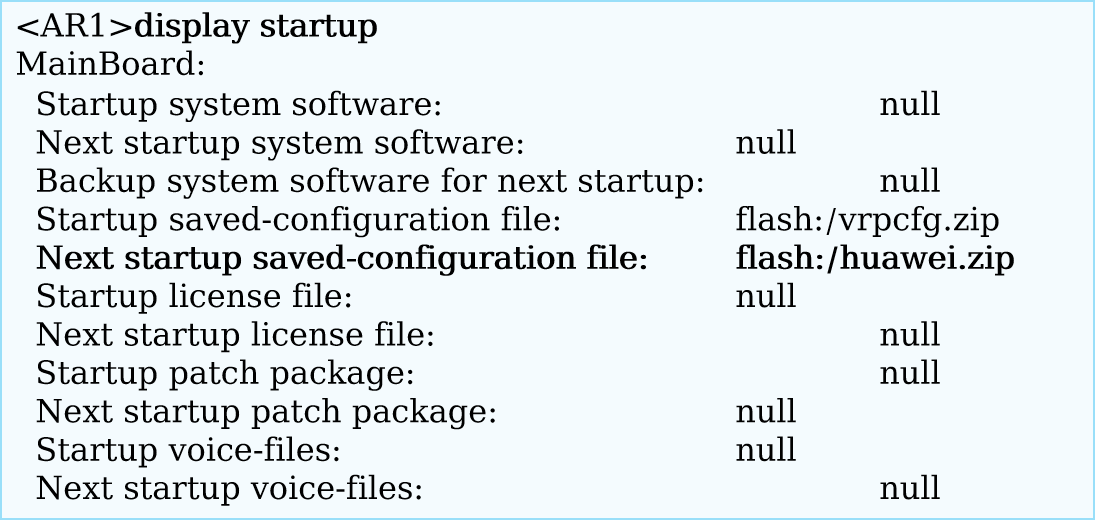 <AR1>display startup
MainBoard:
Startup system software: null
Next startup system software: null
Backup system software for next startup: null
Startup saved-configuration file: flash:/vrpcfg.zip
Next startup saved-configuration file: flash:/huawei.zip
Startup license file: null
Next startup license file: null
Startup patch package: null
Next startup patch package: null
Startup voice-files: null
Next startup voice-files: null